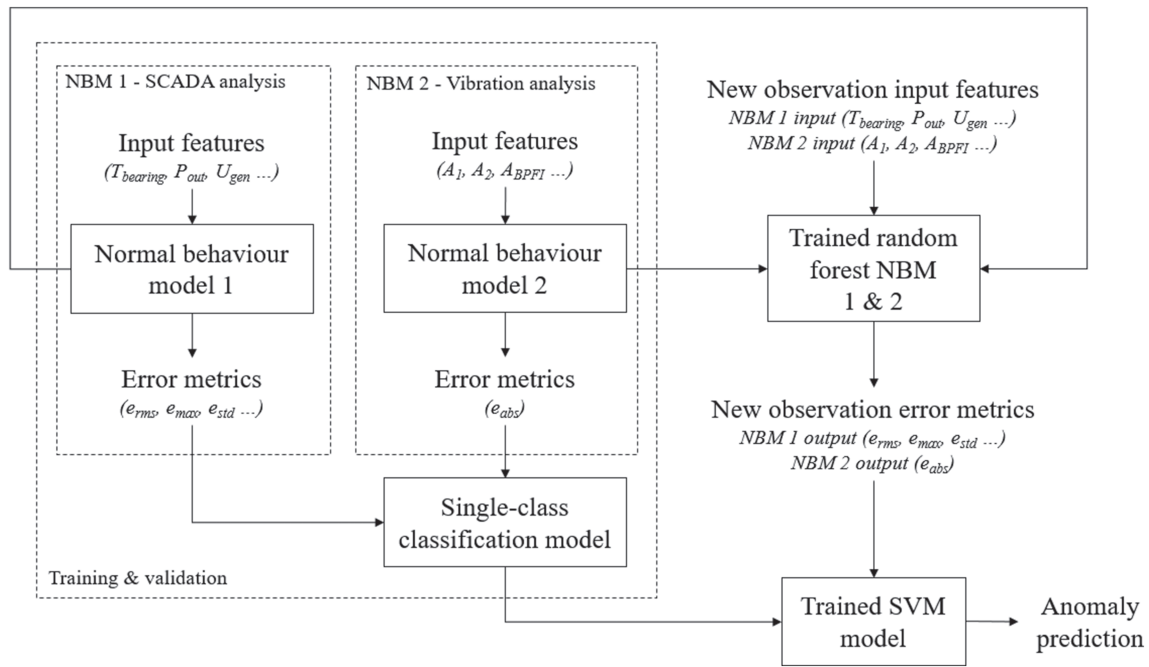 NBM 1 - SCADA analysis
Input features
(T_bearing, P_out, U_gen ...)
Normal behaviour
model 1
Error metrics
(e_rms, e_max, e_std ...)
NBM 2 - Vibration analysis
Input features
(A_1, A_2, A_BPFI ...)
Normal behaviour
model 2
Error metrics
(e_abs)
Single-class
classification model
Training & validation
New observation input features
NBM 1 input (T_bearing, P_out, U_gen ...)
NBM 2 input (A_1, A_2, A_BPFI ...)
Trained random
forest NBM
1 & 2
New observation error metrics
NBM 1 output (e_rms, e_max, e_std ...)
NBM 2 output (e_abs)
Trained SVM
model
Anomaly
prediction